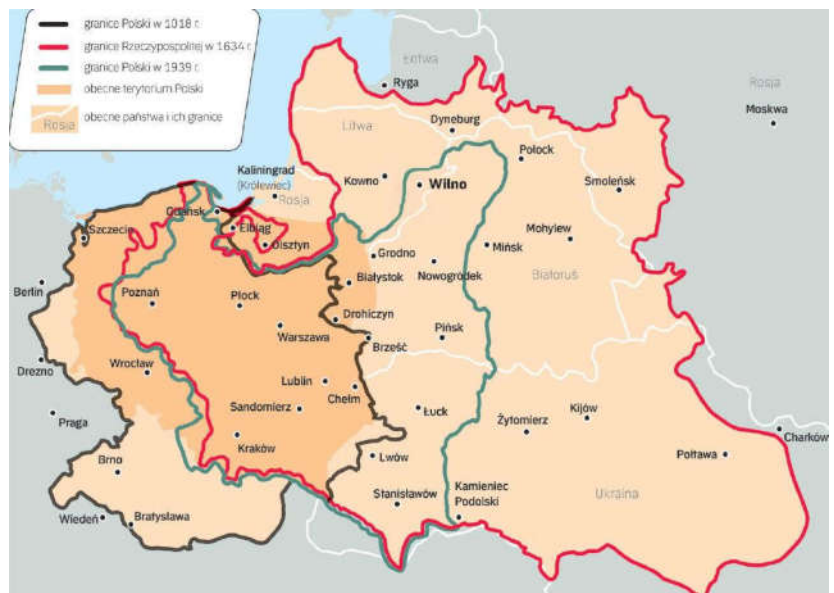 granice Polski w 1018 r.
granice Rzeczypospolitej w 1634 r.
granice Polski w 1939 r.
obecne terytorium Polski
Rosja
obecne państwa i ich granice
Łotwa
Ryga
Rosja
Moskwa
Litwa
Dyneburg
Połock
Kaliningrad
(Królewiec)
Rosja
Kowno
Wilno
Smoleńsk
Gdańsk
Szczecin
Elbląg
Olsztyn
Mohylew
Grodno
Mińsk
Białoruś
Berlin
Białystok
Nowogródek
Poznań
Płock
Drohiczyn
Warszawa
Brześć
Pińsk
Drezno
Wrocław
Lublin
Chełm
Sandomierz
Łuck
Praga
Żytomierz
Kijów
Charków
Kraków
Lwów
Połtawa
Brno
Stanisławów
Kamieniec
Podolski
Ukraina
Wiedeń
Bratysława